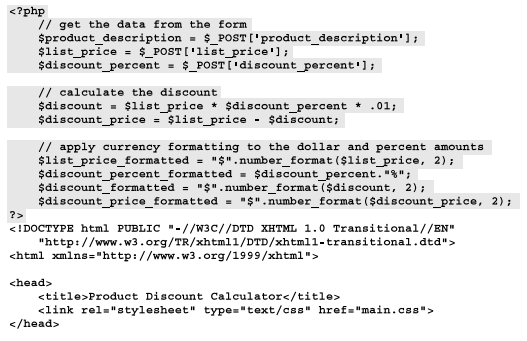 <?php
// get the data from the form
$product_description = $_POST['product_description'];
$list_price = $_POST['list_price'];
$discount_percent = $_POST['discount_percent'];
// calculate the discount
$discount = $list_price * $discount_percent * .01;
$discount_price = $list_price - $discount;
// apply currency formatting to the dollar and percent amounts
$list_price_formatted = "$".number_format($list_price, 2);
$discount_percent_formatted = $discount_percent."%";
$discount_formatted = "$".number_format($discount, 2);
$discount_price_formatted = "$".number_format($discount_price, 2);
?>
<!DOCTYPE html PUBLIC "-//W3C//DTD XHTML 1.0 Transitional//EN"
"http://www.w3.org/TR/xhtml1/DTD/xhtml1-transitional.dtd">
<html xmlns="http://www.w3.org/1999/xhtml">
<head>
<title>Product Discount Calculator</title>
<link rel="stylesheet" type="text/css" href="main.css">
</head>